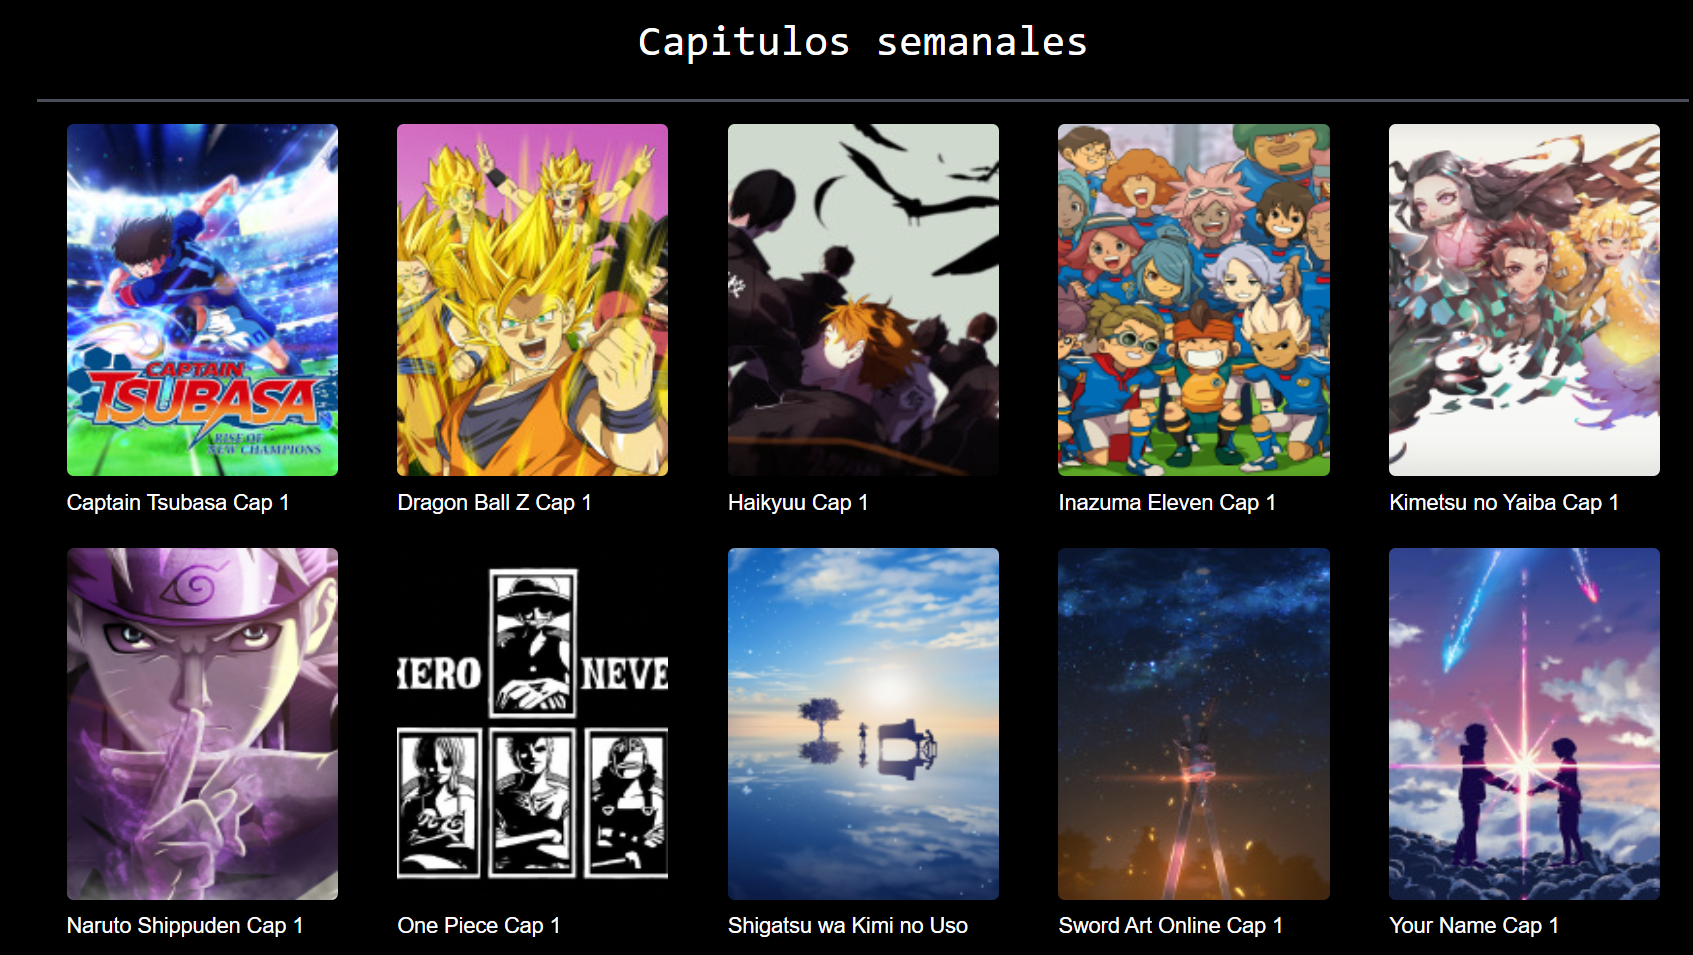 Capitulos semanales
CAPTAIN
TSUBASA
RISE OF
NEW CHAMPIONS
Captain Tsubasa Cap 1
Dragon Ball Z Cap 1
Haikyuu Cap 1
Inazuma Eleven Cap 1
Kimetsu no Yaiba Cap 1
HERO NEVE
Naruto Shippuden Cap 1
One Piece Cap 1
Shigatsu wa Kimi no Uso
Sword Art Online Cap 1
Your Name Cap 1